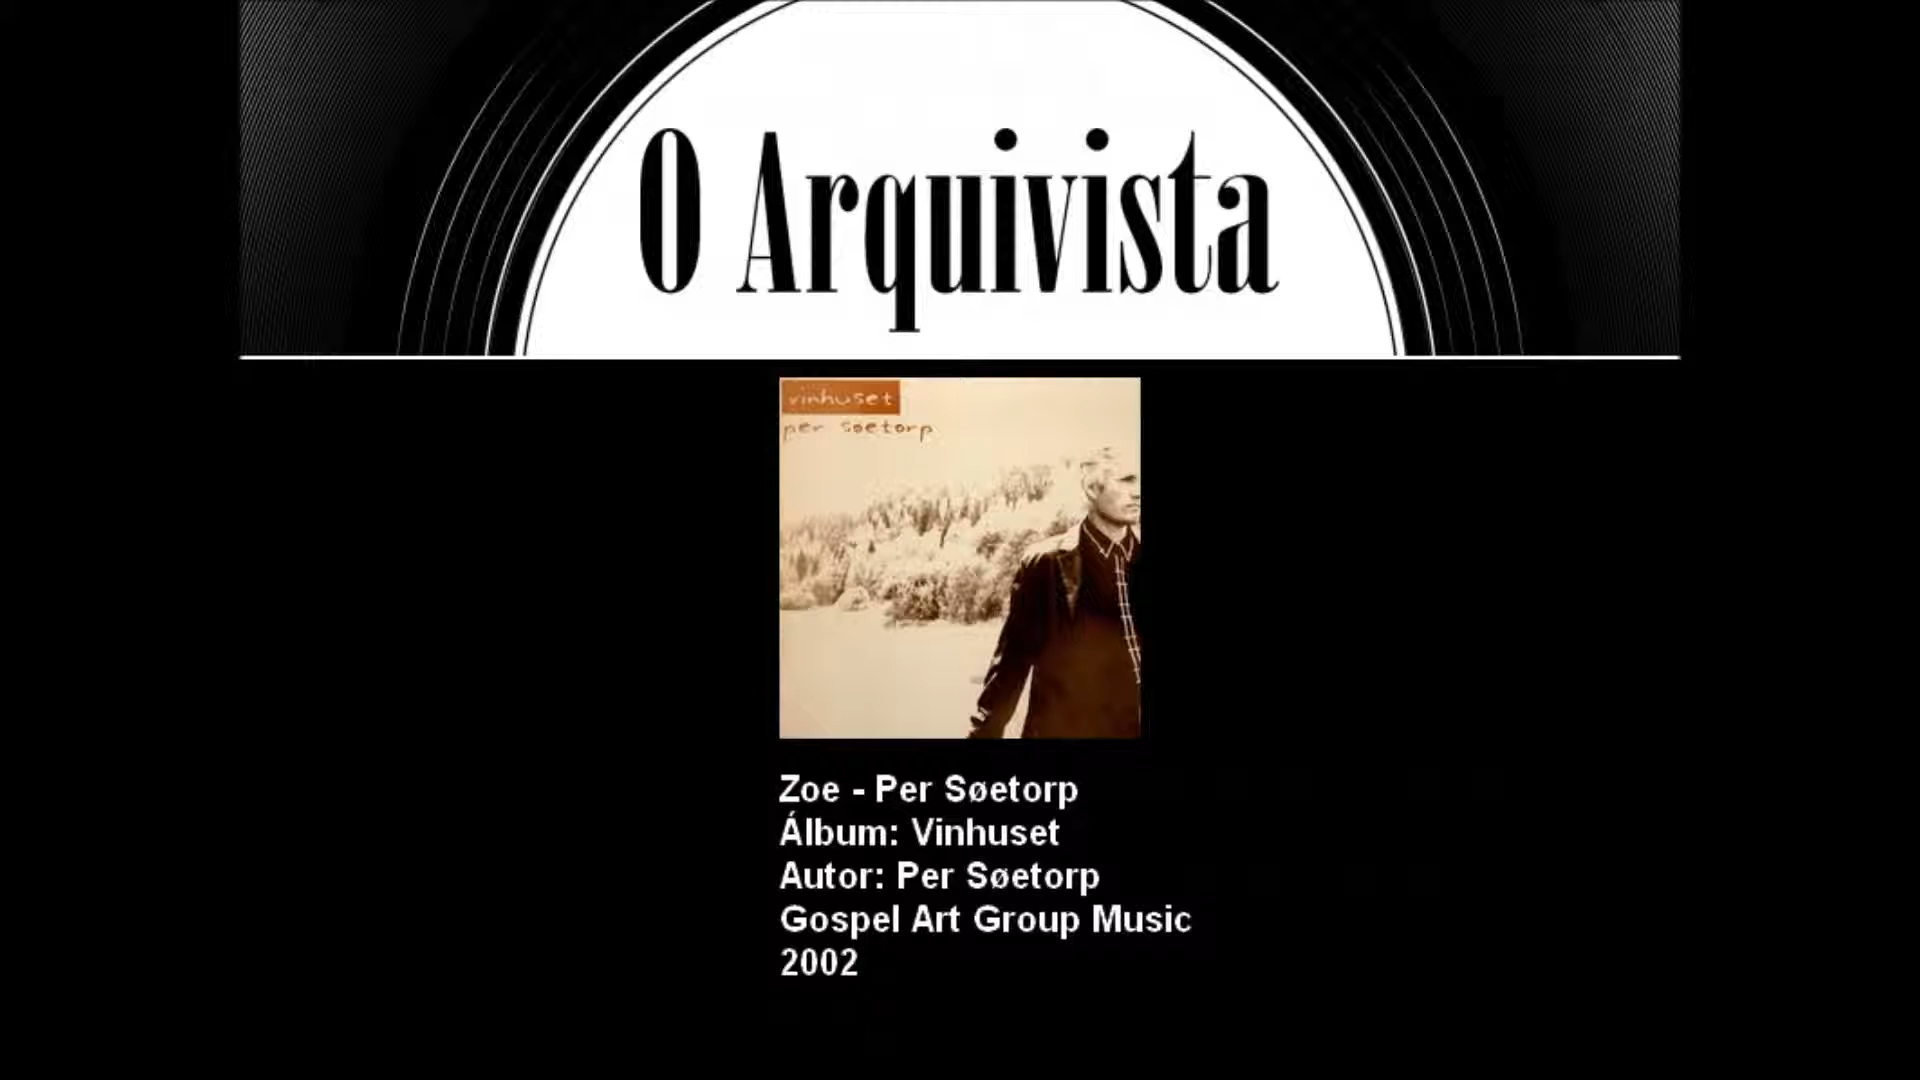 O Arquivista
vinhuset
per søetorp
Zoe - Per Søetorp
Álbum: Vinhuset
Autor: Per Søetorp
Gospel Art Group Music
2002